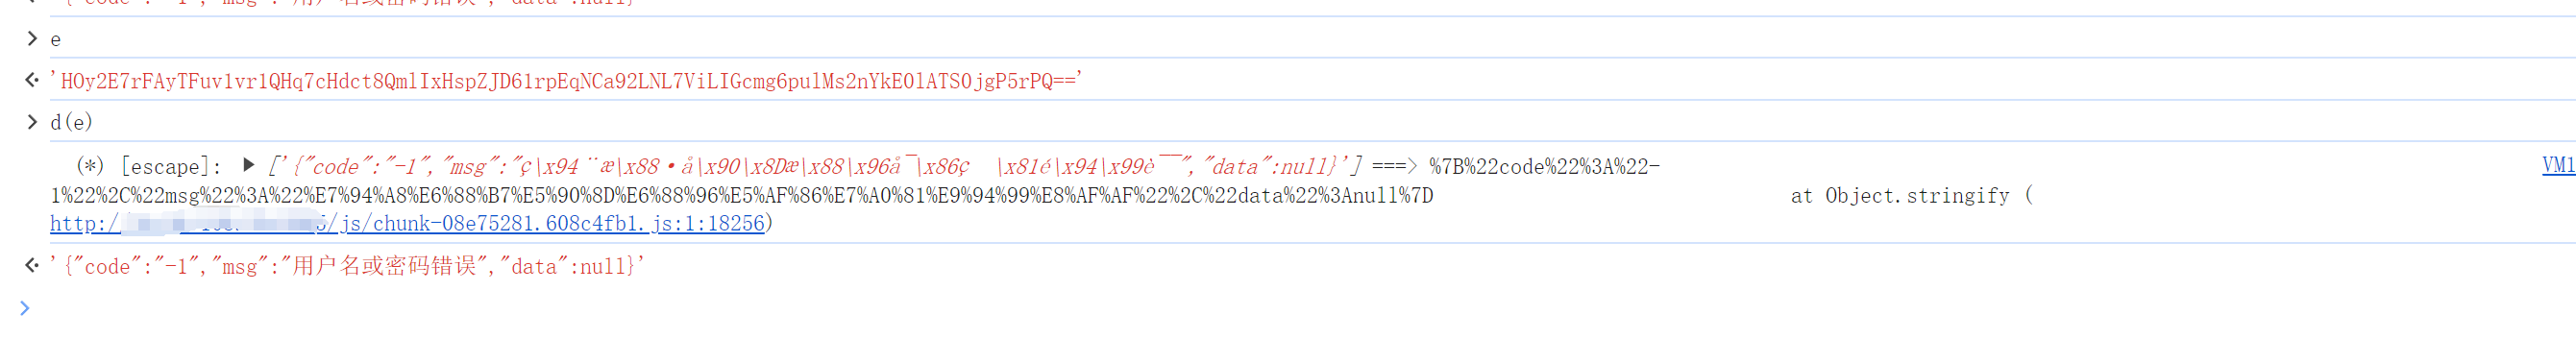 {"code":"-1","msg":"用户名或密码错误","data":null}
e
'HOy2E7rFAyTFuv1vr1QHq7cHdct8Qm1IxHspZJD61rpEqNCa92LNL7ViLIGcmg6pulMs2nYkEO1ATSOjgP5rPQ=='
d(e)
(*) [escape]: ▶ ['{"code":"-1","msg":"ç\x94¨æ\x88·å\x90\x8Dæ\x88\x96å¯\x86ç \x81é\x94\x99è¯¯","data":null}'] ===> %7B%22code%22%3A%22-
1%22%2C%22msg%22%3A%22%E7%94%A8%E6%88%B7%E5%90%8D%E6%88%96%E5%AF%86%E7%A0%81%E9%94%99%E8%AF%AF%22%2C%22data%22%3Anull%7D at Object.stringify (
http:/ /js/chunk-08e75281.608c4fb1.js:1:18256)
VM1
'{"code":"-1","msg":"用户名或密码错误","data":null}'